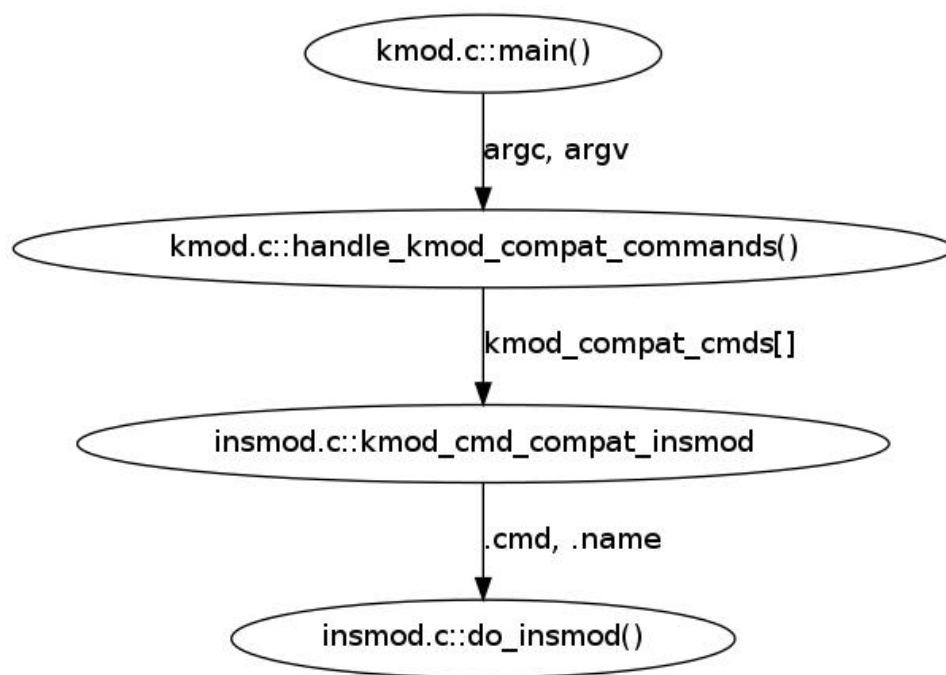 kmod.c::main()
argc, argv
kmod.c::handle_kmod_compat_commands()
kmod_compat_cmds[]
insmod.c::kmod_cmd_compat_insmod
.cmd, .name
insmod.c::do_insmod()